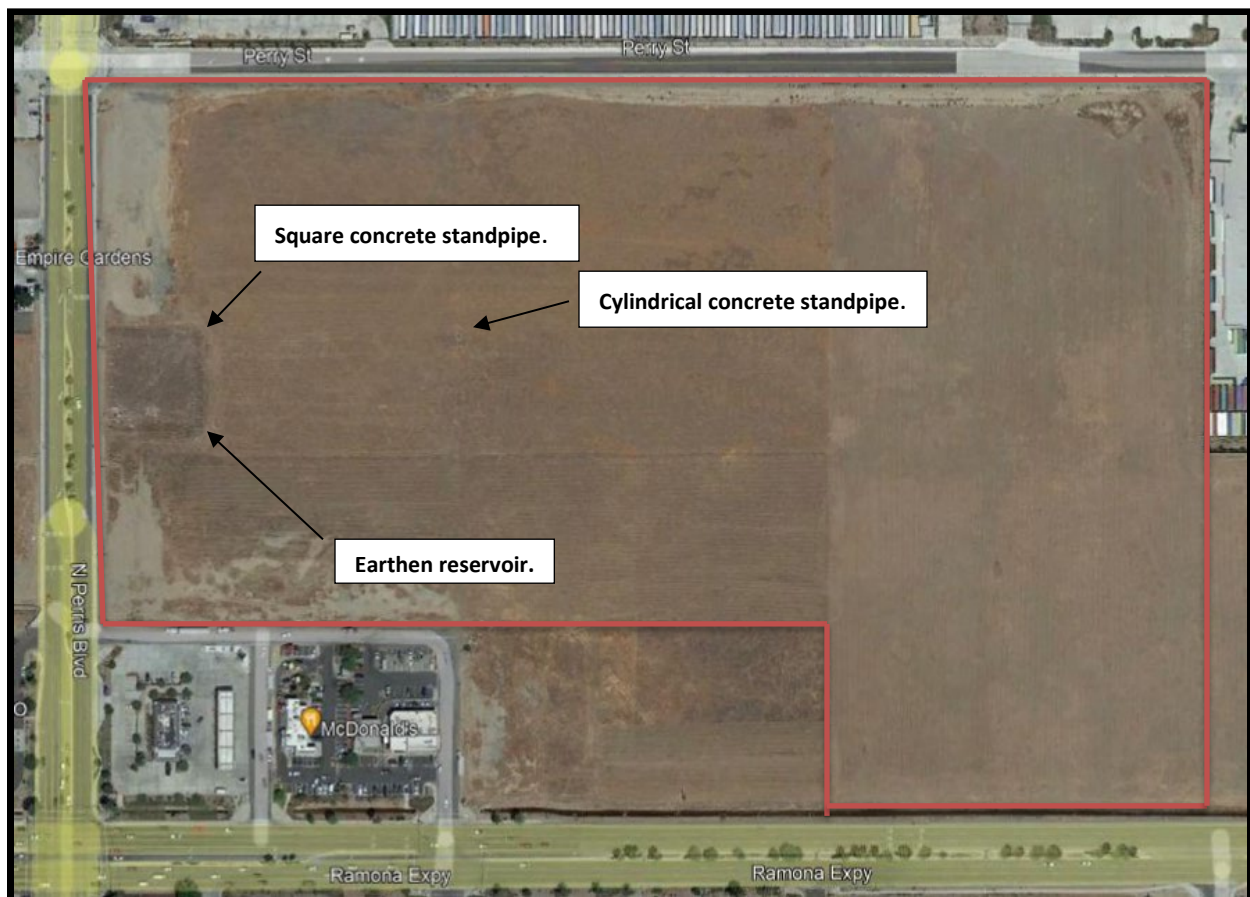 Perry St
Perry St
Square concrete standpipe.
Empire Gardens
Cylindrical concrete standpipe.
Earthen reservoir.
N Perris Blvd
McDonald's
O
Ramona Expy
Ramona Expy